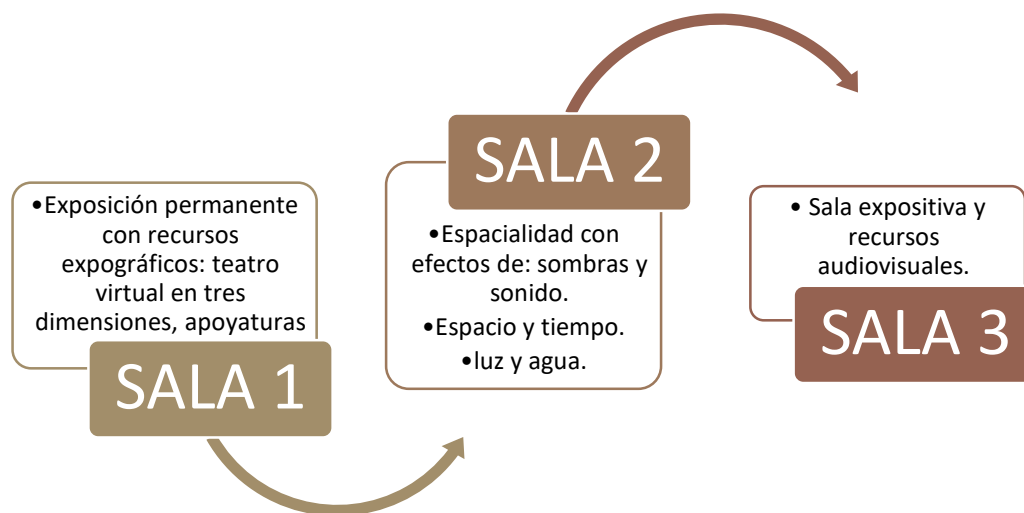 •Exposición permanente
con recursos
expográficos: teatro
virtual en tres
dimensiones, apoyaturas
SALA 1
SALA 2
•Espacialidad con
efectos de: sombras y
sonido.
•Espacio y tiempo.
•luz y agua.
• Sala expositiva y
recursos
audiovisuales.
SALA 3